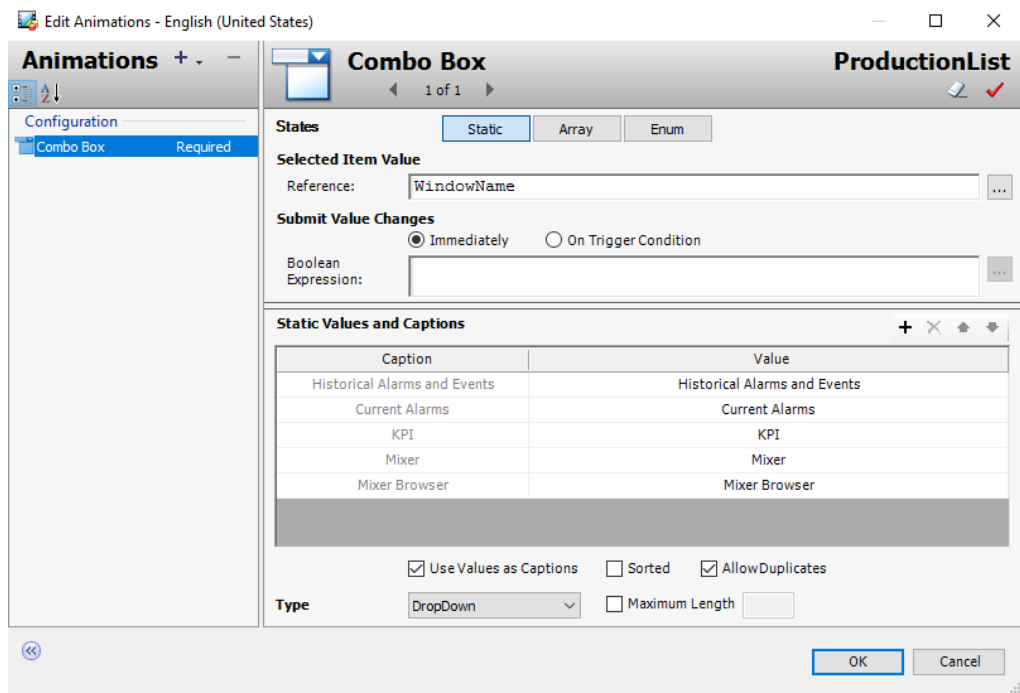 Edit Animations - English (United States)
Animations
Configuration
Combo Box Required
Combo Box ProductionList
1 of 1
States Static Array Enum
Selected Item Value
Reference: WindowName ...
Submit Value Changes
Immediately On Trigger Condition
Boolean
Expression: ...
Static Values and Captions
Caption Value
Historical Alarms and Events Historical Alarms and Events
Current Alarms Current Alarms
KPI KPI
Mixer Mixer
Mixer Browser Mixer Browser
Use Values as Captions Sorted AllowDuplicates
Type DropDown Maximum Length
OK Cancel